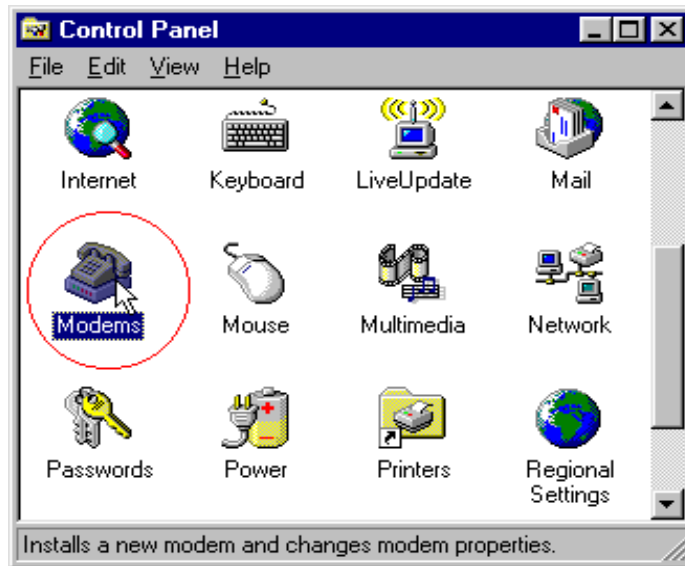 Control Panel
File Edit View Help
Internet Keyboard LiveUpdate Mail
Modems Mouse Multimedia Network
Passwords Power Printers Regional
Settings
Installs a new modem and changes modem properties.